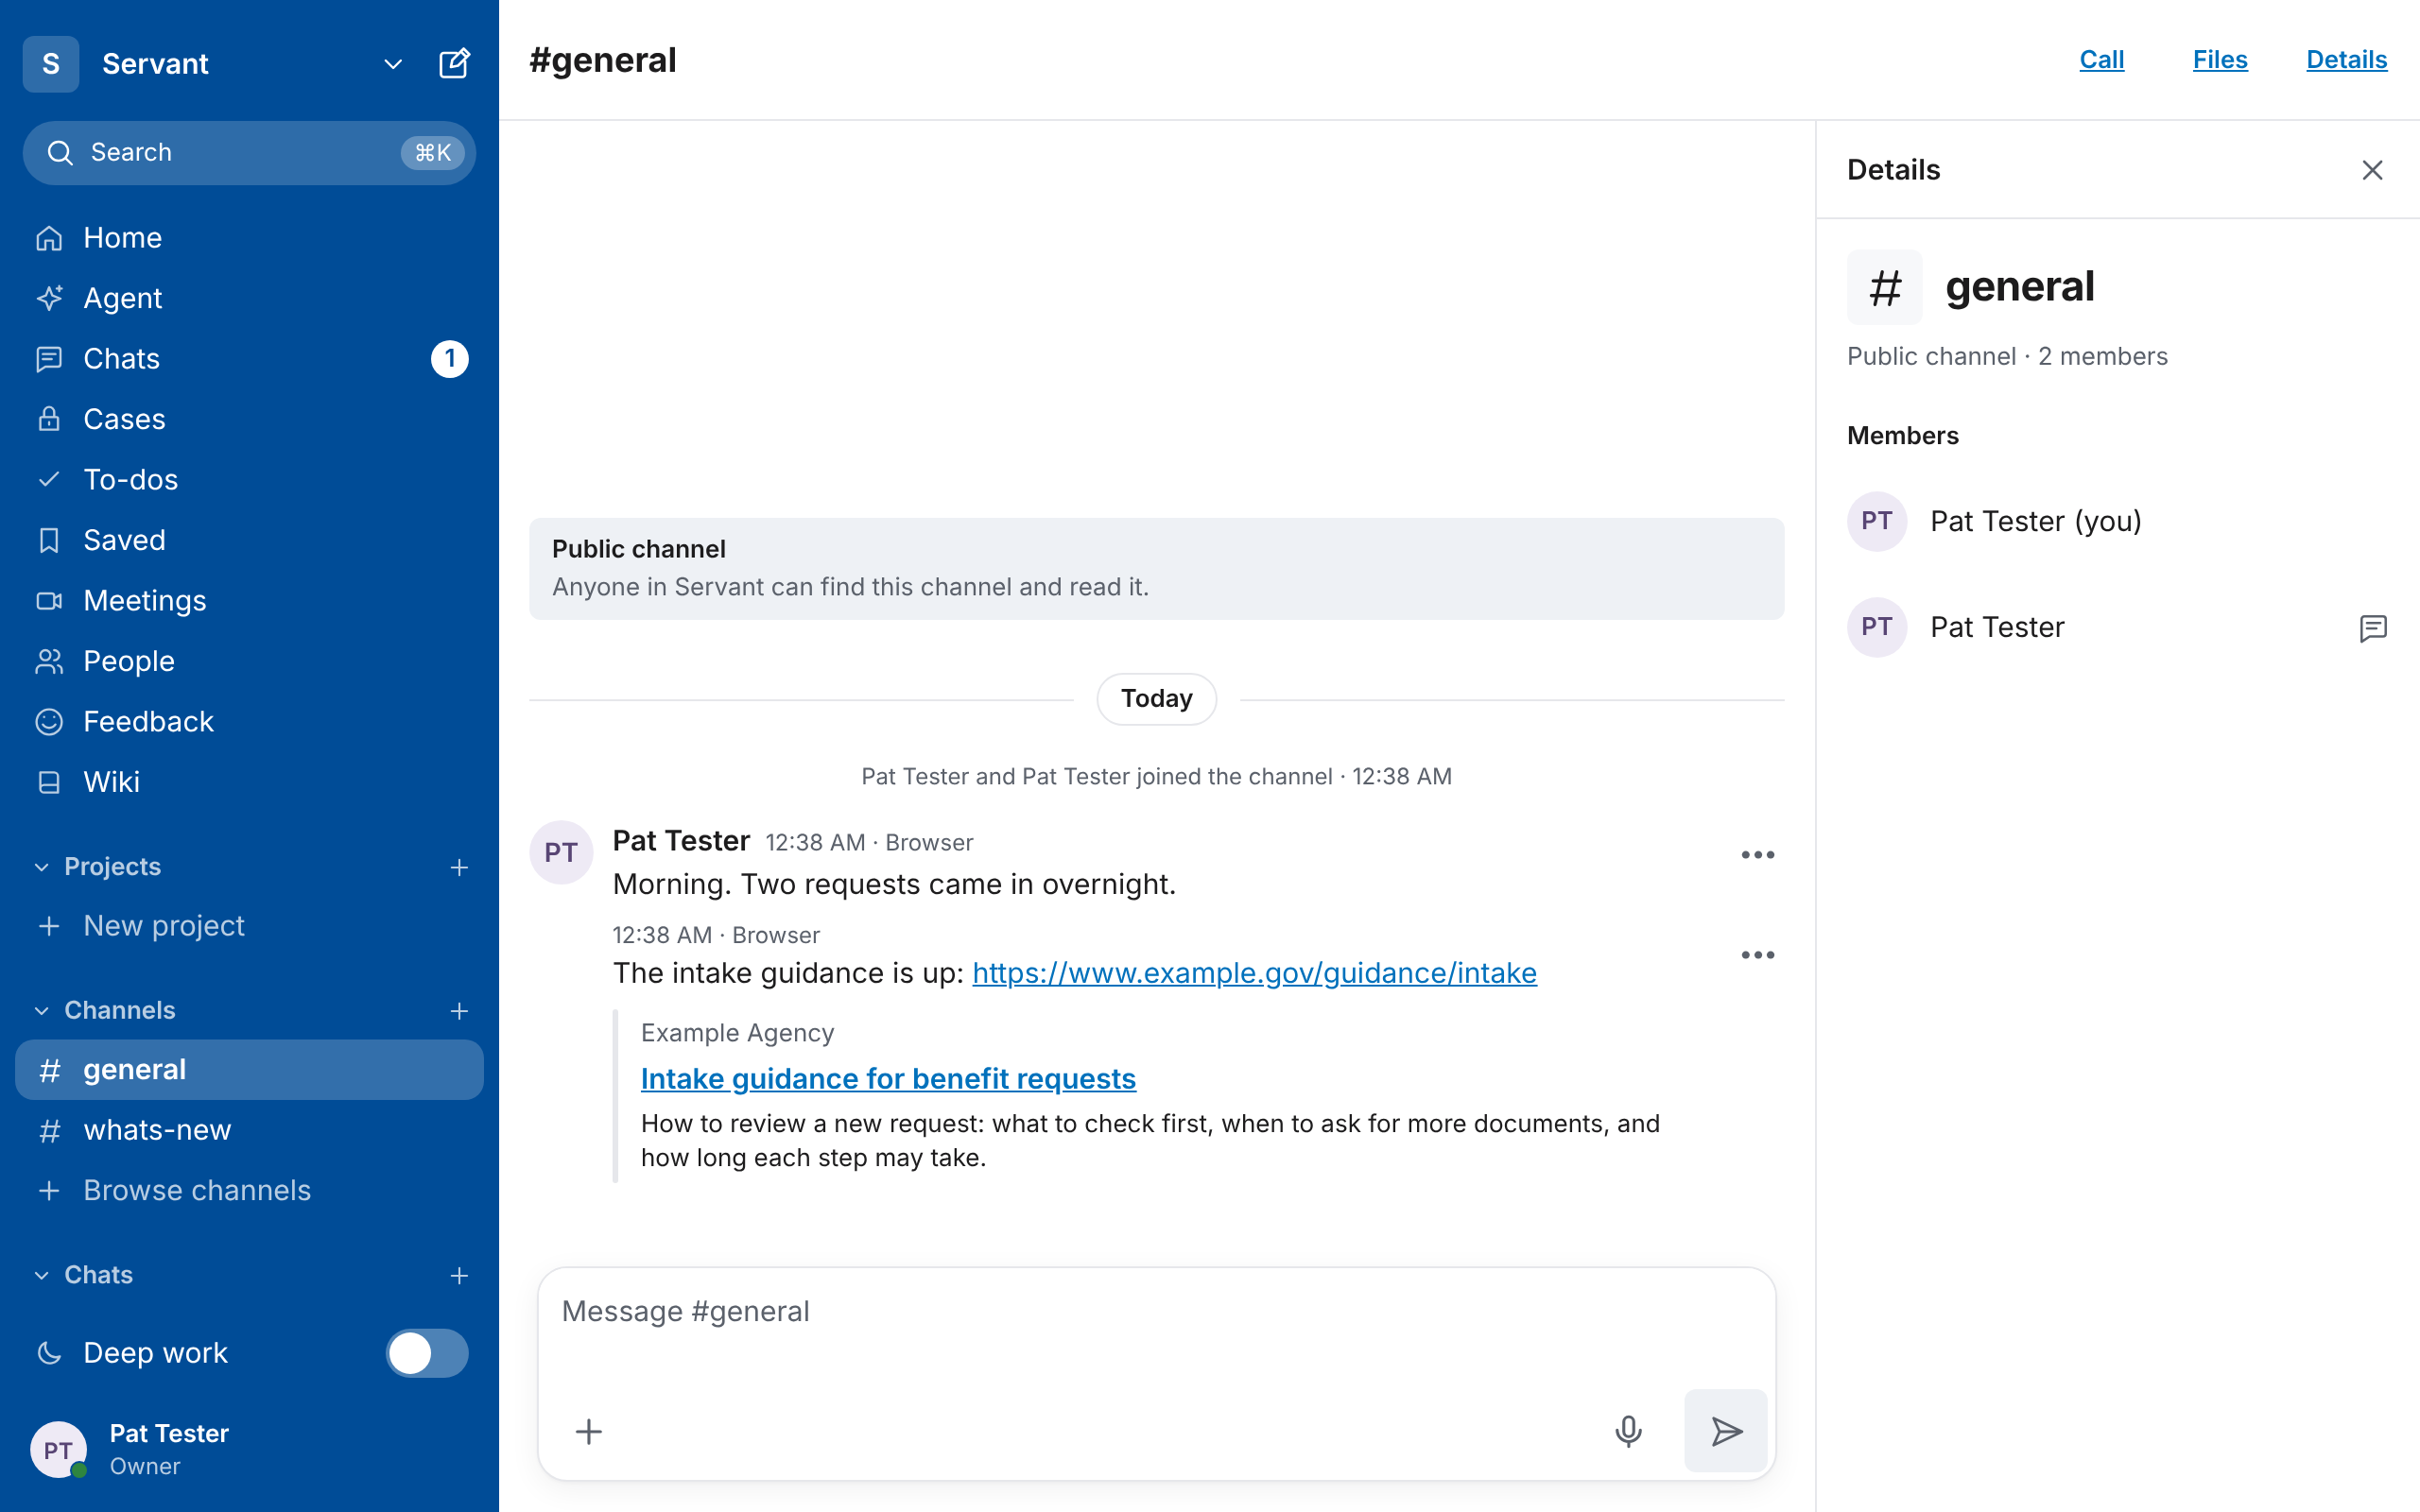 S Servant
Search ⌘K
Home
Agent
Chats 1
Cases
To-dos
Saved
Meetings
People
Feedback
Wiki
Projects
New project
Channels
# general
# whats-new
Browse channels
Chats
Deep work
PT Pat Tester
Owner
#general
Call Files Details
Public channel
Anyone in Servant can find this channel and read it.
Today
Pat Tester and Pat Tester joined the channel · 12:38 AM
PT Pat Tester 12:38 AM · Browser
Morning. Two requests came in overnight.
12:38 AM · Browser
The intake guidance is up: https://www.example.gov/guidance/intake
Example Agency
Intake guidance for benefit requests
How to review a new request: what to check first, when to ask for more documents, and
how long each step may take.
Message #general
Details
# general
Public channel · 2 members
Members
PT Pat Tester (you)
PT Pat Tester